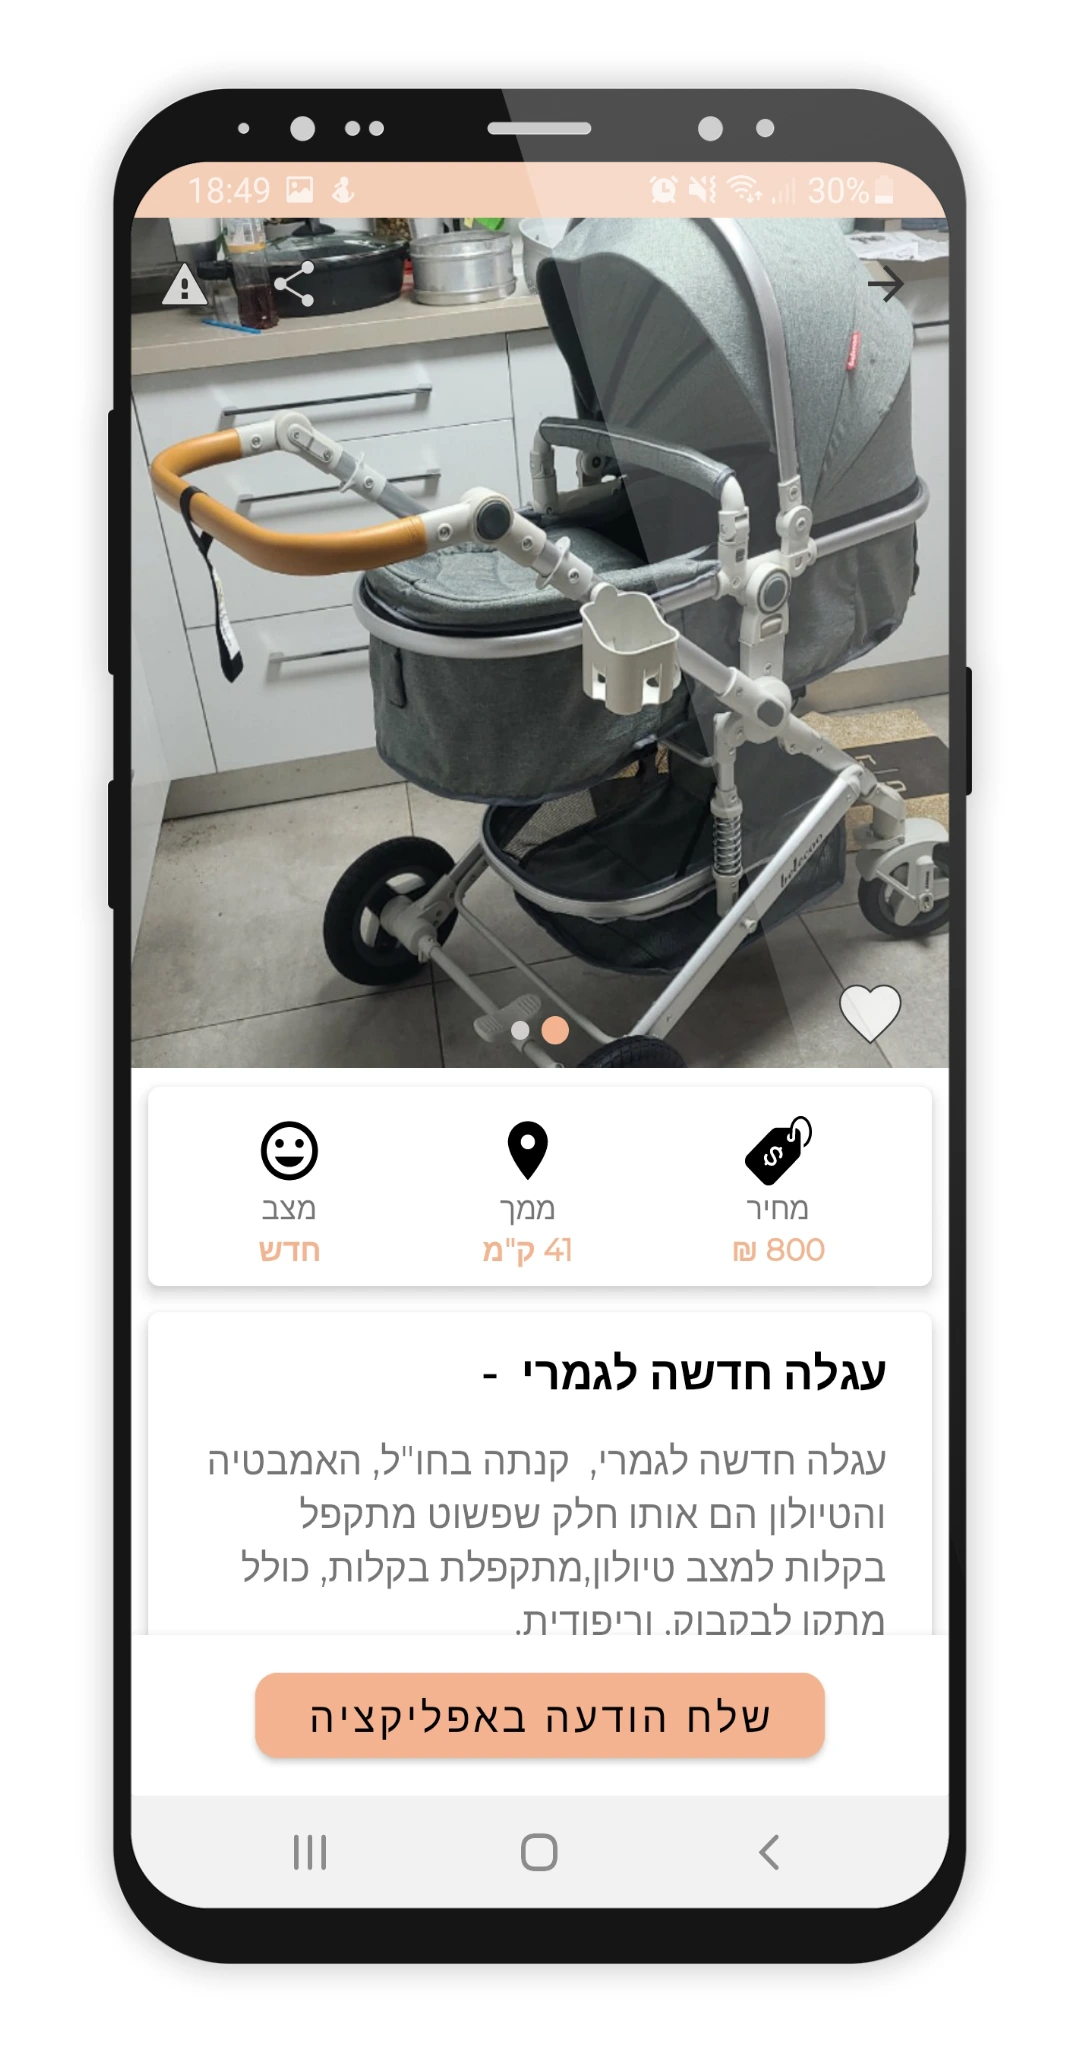 18:49
30%
belecoo
מחיר
800 ₪
ממך
41 ק"מ
מצב
חדש
עגלה חדשה לגמרי -
עגלה חדשה לגמרי, קנתה בחו"ל, האמבטיה
והטיולון הם אותו חלק שפשוט מתקפל
בקלות למצב טיולון,מתקפלת בקלות, כולל
מתקן לבקבוק, וריפודית.
שלח הודעה באפליקציה